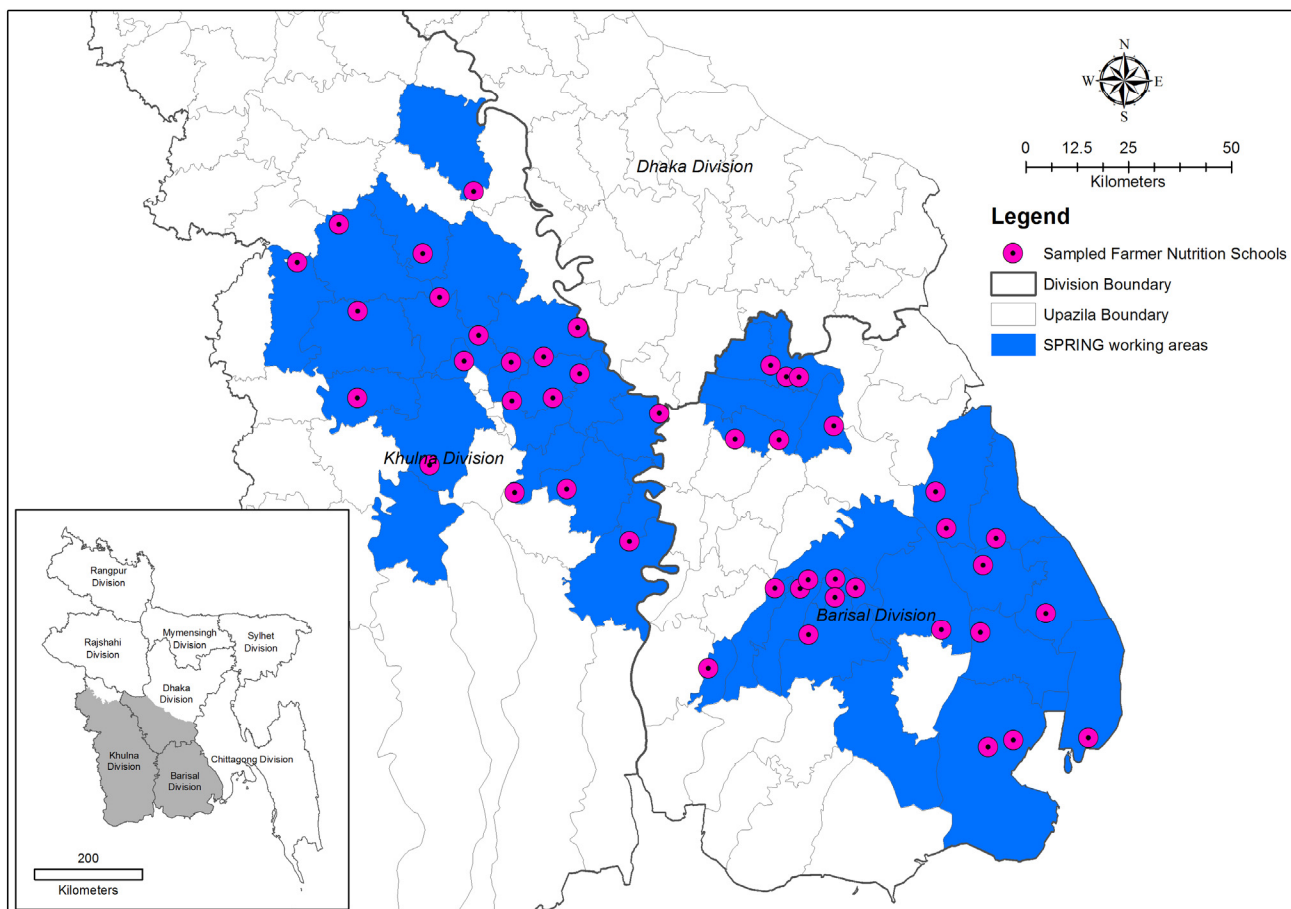 N
W E
S
0 12.5 25 50
Kilometers
Legend
Sampled Farmer Nutrition Schools
Division Boundary
Upazila Boundary
SPRING working areas
Dhaka Division
Khulna Division
Barisal Division
Rangpur
Division
Rajshahi
Division
Mymensingh
Division
Sylhet
Division
Dhaka
Division
Khulna
Division
Barisal
Division
Chittagong Division
200
Kilometers